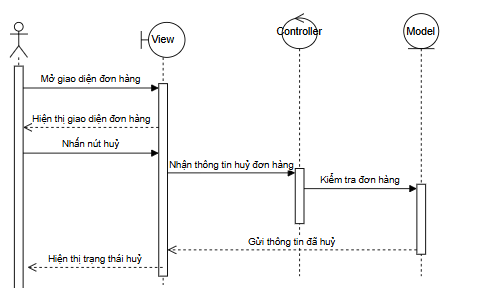 View
Controller
Model
Mở giao diện đơn hàng
Hiện thị giao diện đơn hàng
Nhấn nút huỷ
Nhận thông tin huỷ đơn hàng
Kiểm tra đơn hàng
Gửi thông tin đã huỷ
Hiện thị trạng thái huỷ